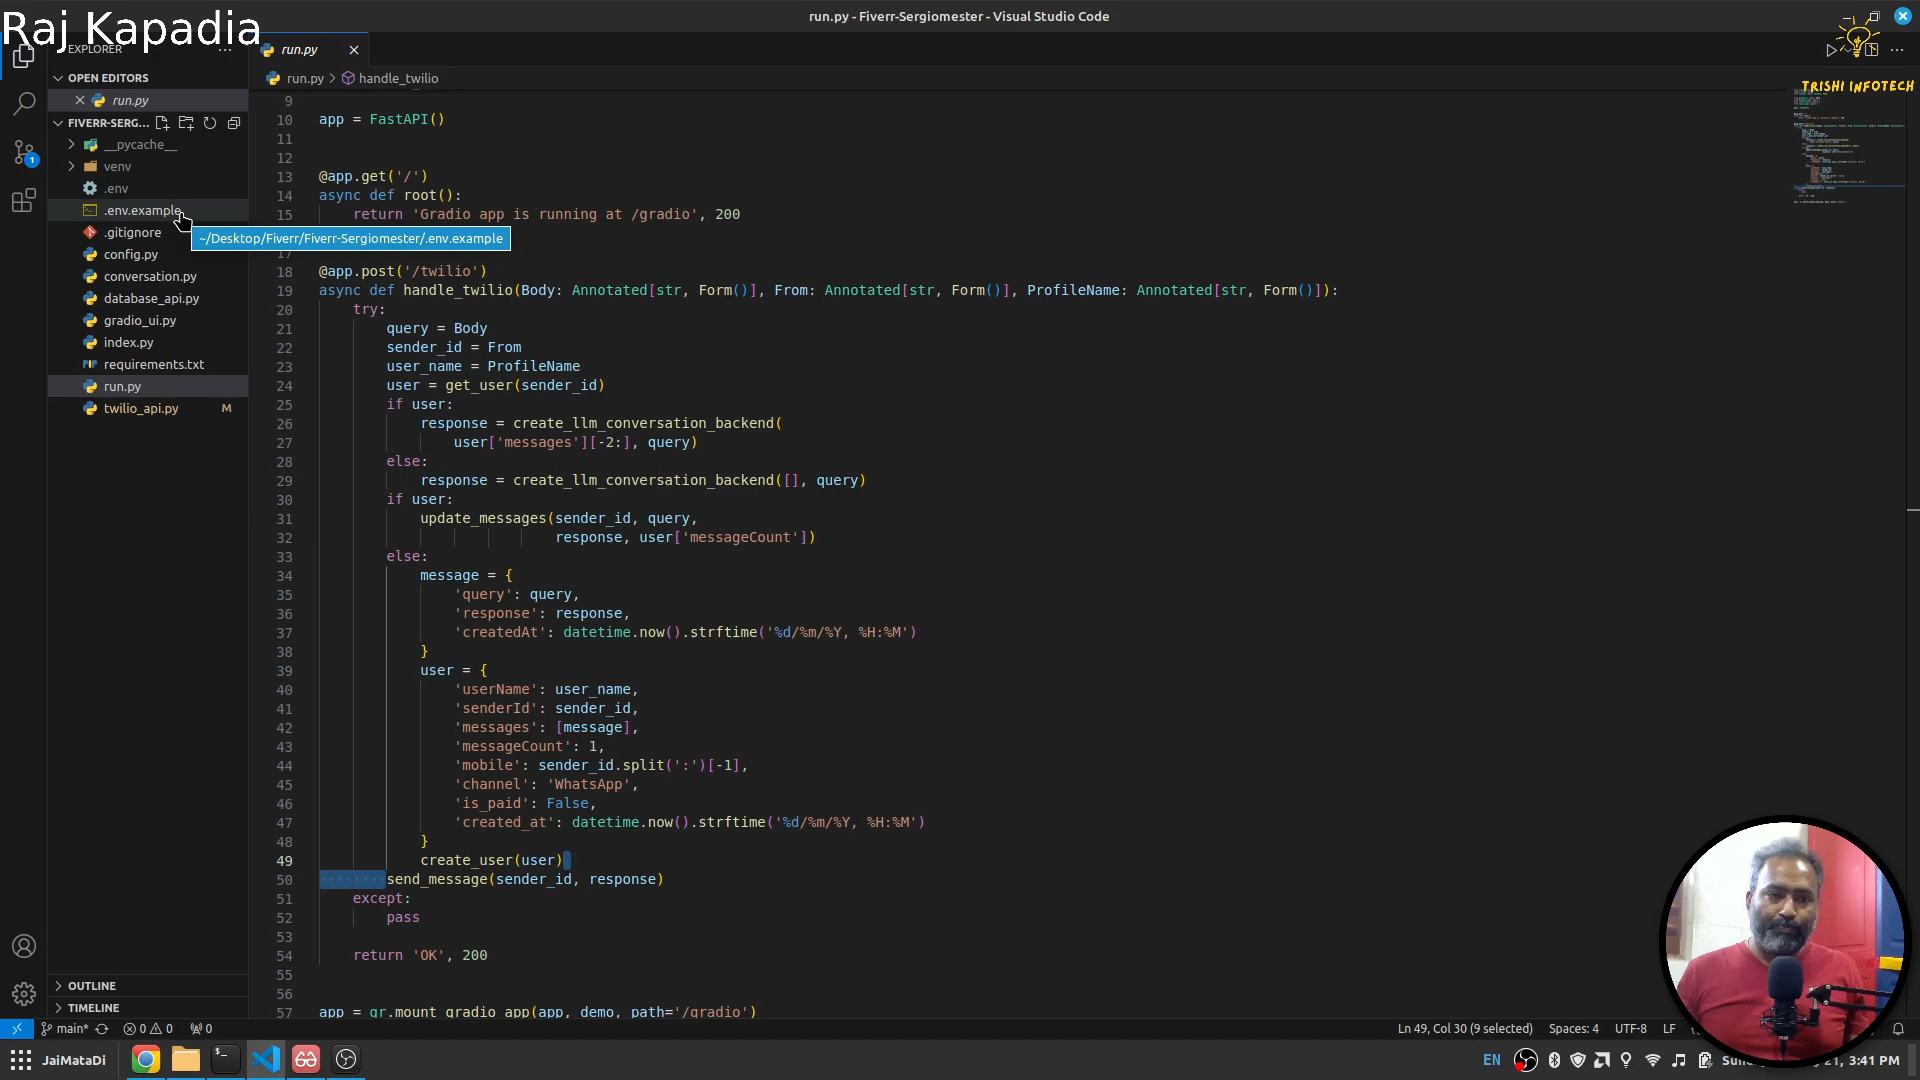 Raj Kapadia
run.py - Fiverr-Sergiomester - Visual Studio Code
TRISHI INFOTECH
EXPLORER
OPEN EDITORS
run.py
FIVERR-SERG...
__pycache__
venv
.env
.env.example
.gitignore
config.py
conversation.py
database_api.py
gradio_ui.py
index.py
requirements.txt
run.py
twilio_api.py M
OUTLINE
TIMELINE
1
~/Desktop/Fiverr/Fiverr-Sergiomester/.env.example
run.py
run.py > handle_twilio
9
10 app = FastAPI()
11
12
13 @app.get('/')
14 async def root():
15 return 'Gradio app is running at /gradio', 200
17
18 @app.post('/twilio')
19 async def handle_twilio(Body: Annotated[str, Form()], From: Annotated[str, Form()], ProfileName: Annotated[str, Form()]):
20 try:
21 query = Body
22 sender_id = From
23 user_name = ProfileName
24 user = get_user(sender_id)
25 if user:
26 response = create_llm_conversation_backend(
27 user['messages'][-2:], query)
28 else:
29 response = create_llm_conversation_backend([], query)
30 if user:
31 update_messages(sender_id, query,
32 response, user['messageCount'])
33 else:
34 message = {
35 'query': query,
36 'response': response,
37 'createdAt': datetime.now().strftime('%d/%m/%Y, %H:%M')
38 }
39 user = {
40 'userName': user_name,
41 'senderId': sender_id,
42 'messages': [message],
43 'messageCount': 1,
44 'mobile': sender_id.split(':')[-1],
45 'channel': 'WhatsApp',
46 'is_paid': False,
47 'created_at': datetime.now().strftime('%d/%m/%Y, %H:%M')
48 }
49 create_user(user)
50 send_message(sender_id, response)
51 except:
52 pass
53
54 return 'OK', 200
55
56
57 app = gr.mount_gradio_app(app, demo, path='/gradio')
main* 0 0 0
Ln 49, Col 30 (9 selected) Spaces: 4 UTF-8 LF
JaiMataDi
EN
21, 3:41 PM